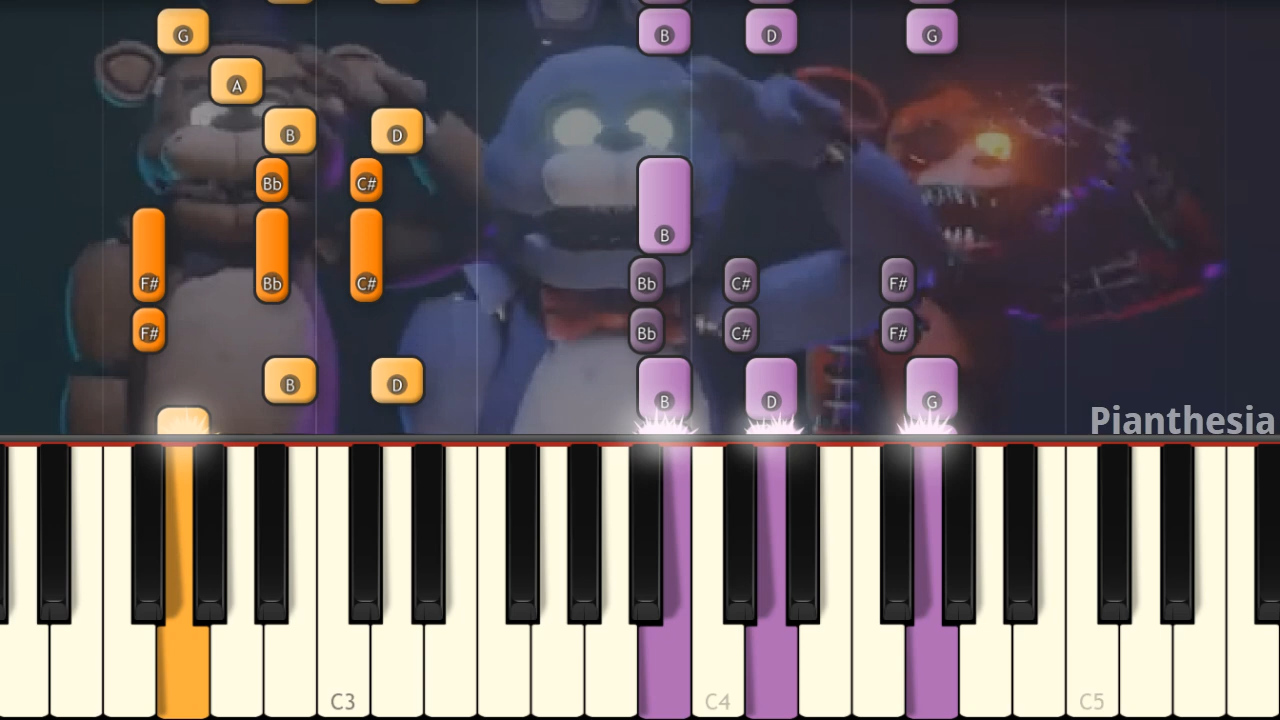 G B D G
A
B D
Bb C#
B
F# Bb C# Bb C# F#
F# Bb C# F#
B D B D G
Pianthesia
C3 C4 C5